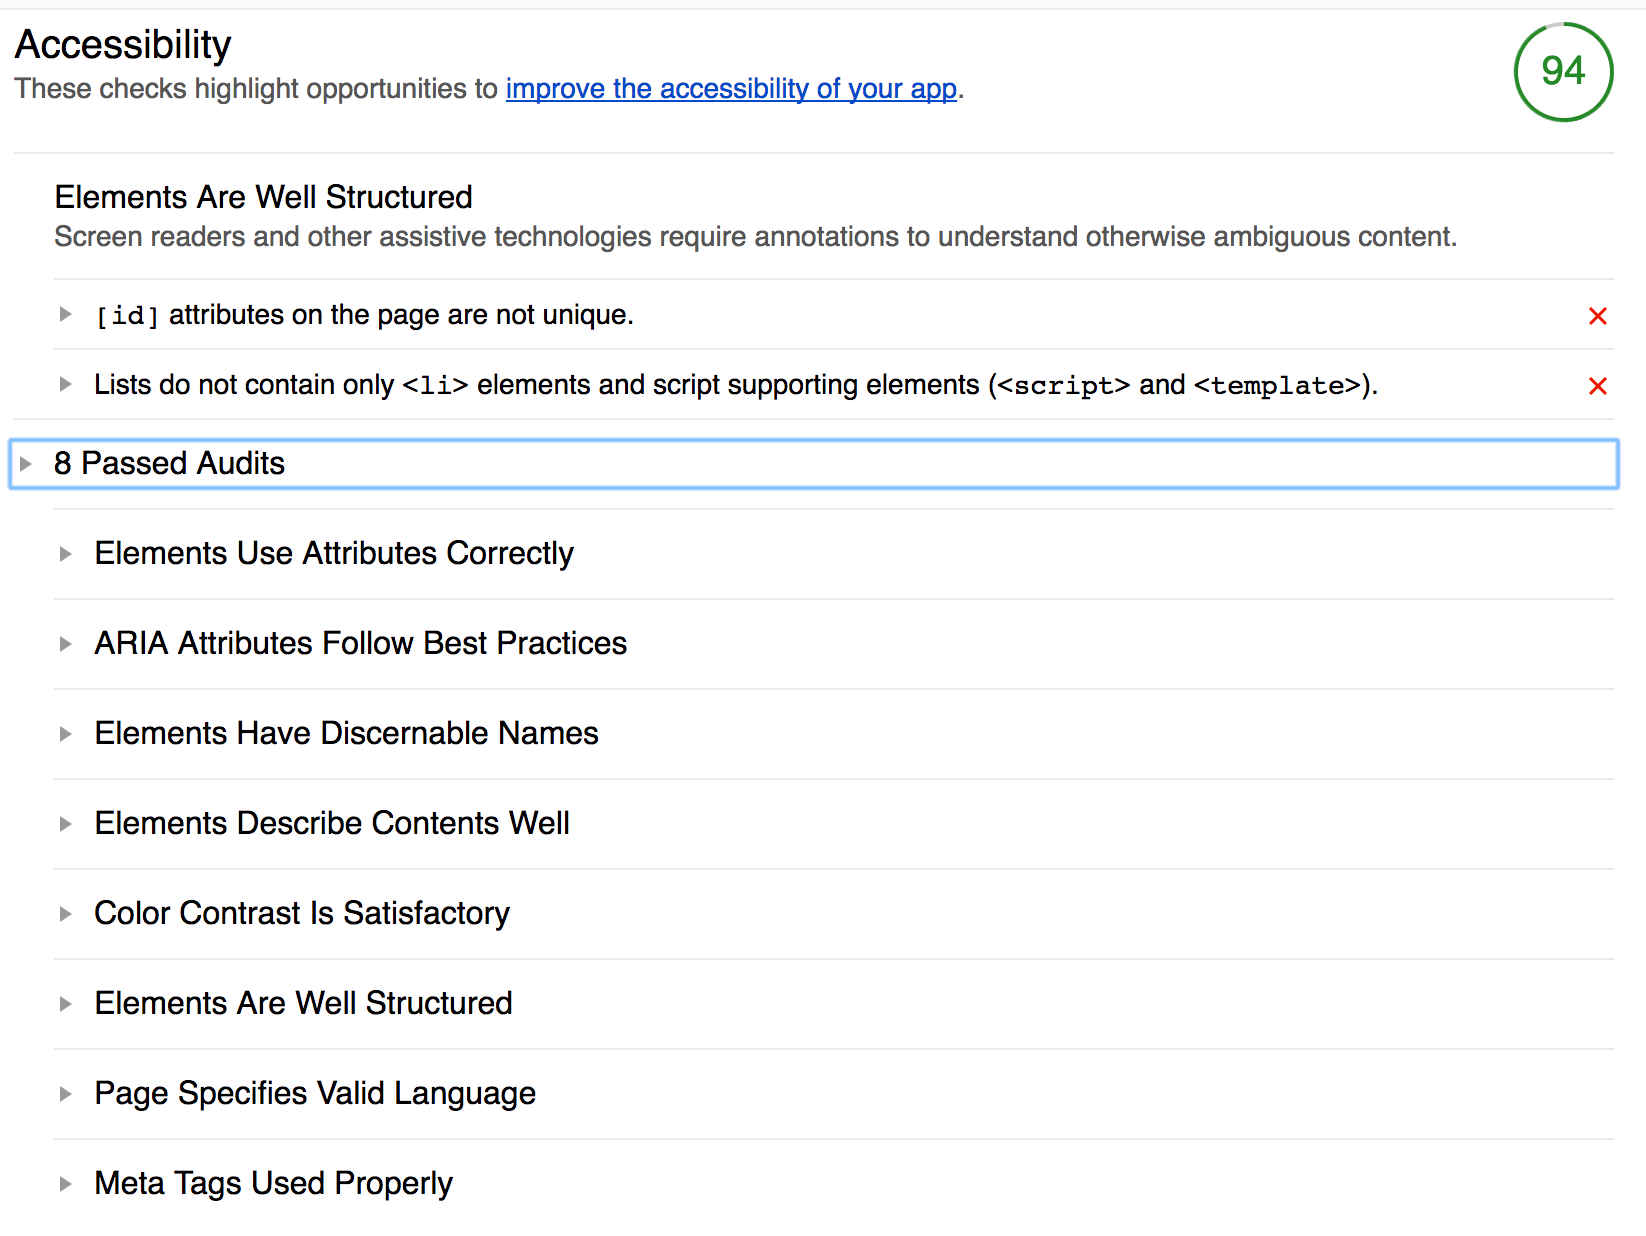 Accessibility
94
These checks highlight opportunities to improve the accessibility of your app.
Elements Are Well Structured
Screen readers and other assistive technologies require annotations to understand otherwise ambiguous content.
[id] attributes on the page are not unique.
Lists do not contain only <li> elements and script supporting elements (<script> and <template>).
8 Passed Audits
Elements Use Attributes Correctly
ARIA Attributes Follow Best Practices
Elements Have Discernable Names
Elements Describe Contents Well
Color Contrast Is Satisfactory
Elements Are Well Structured
Page Specifies Valid Language
Meta Tags Used Properly